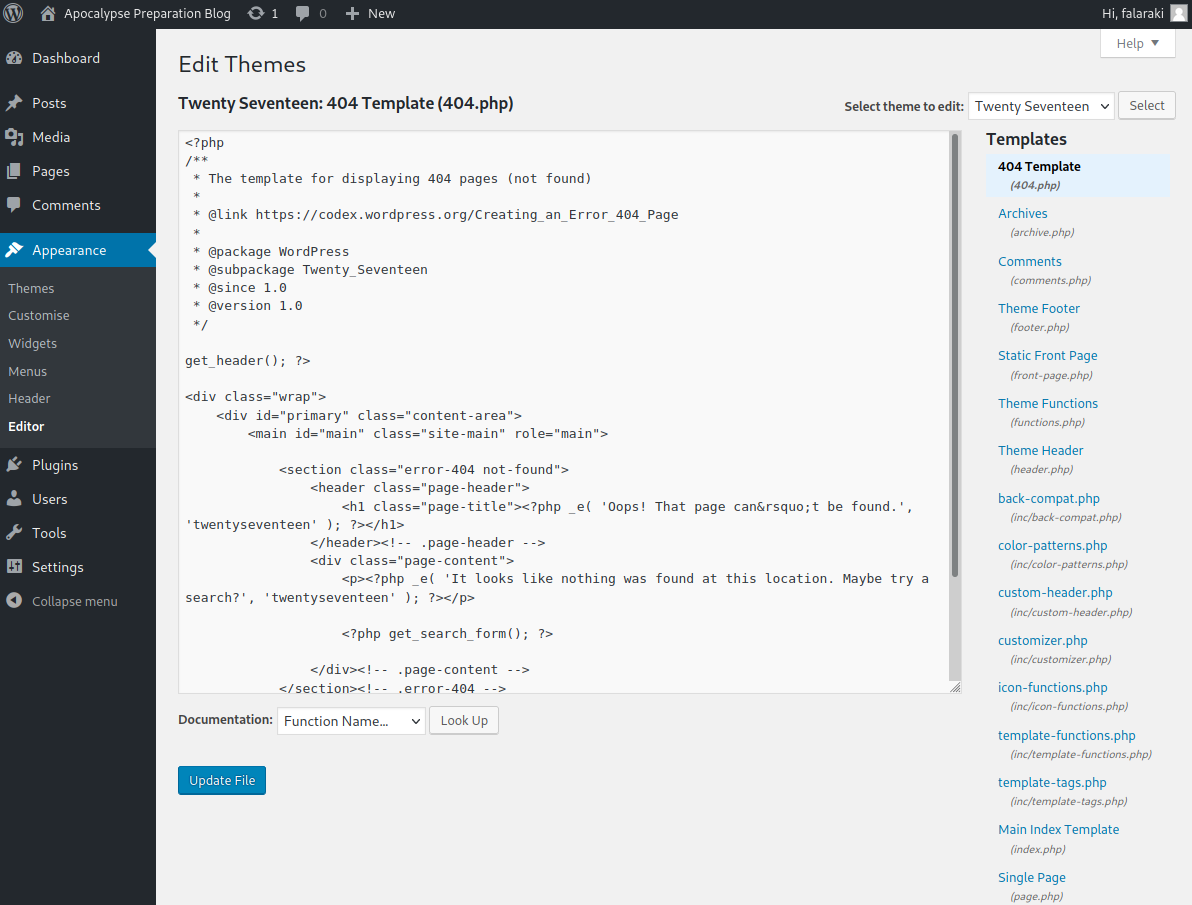 Apocalypse Preparation Blog 1 0 New Hi, falaraki
Help
Dashboard
Posts
Media
Pages
Comments
Appearance
Themes
Customise
Widgets
Menus
Header
Editor
Plugins
Users
Tools
Settings
Collapse menu
Edit Themes
Twenty Seventeen: 404 Template (404.php)
Select theme to edit: Twenty Seventeen Select
<?php
/**
 * The template for displaying 404 pages (not found)
 *
 * @link https://codex.wordpress.org/Creating_an_Error_404_Page
 *
 * @package WordPress
 * @subpackage Twenty_Seventeen
 * @since 1.0
 * @version 1.0
 */
get_header(); ?>
<div class="wrap">
    <div id="primary" class="content-area">
        <main id="main" class="site-main" role="main">
            <section class="error-404 not-found">
                <header class="page-header">
                    <h1 class="page-title"><?php _e( 'Oops! That page can&rsquo;t be found.',
'twentyseventeen' ); ?></h1>
                </header><!-- .page-header -->
                <div class="page-content">
                    <p><?php _e( 'It looks like nothing was found at this location. Maybe try a
search?', 'twentyseventeen' ); ?></p>
                    <?php get_search_form(); ?>
                </div><!-- .page-content -->
            </section><!-- .error-404 -->
Documentation: Function Name... Look Up
Update File
Templates
404 Template
(404.php)
Archives
(archive.php)
Comments
(comments.php)
Theme Footer
(footer.php)
Static Front Page
(front-page.php)
Theme Functions
(functions.php)
Theme Header
(header.php)
back-compat.php
(inc/back-compat.php)
color-patterns.php
(inc/color-patterns.php)
custom-header.php
(inc/custom-header.php)
customizer.php
(inc/customizer.php)
icon-functions.php
(inc/icon-functions.php)
template-functions.php
(inc/template-functions.php)
template-tags.php
(inc/template-tags.php)
Main Index Template
(index.php)
Single Page
(page.php)